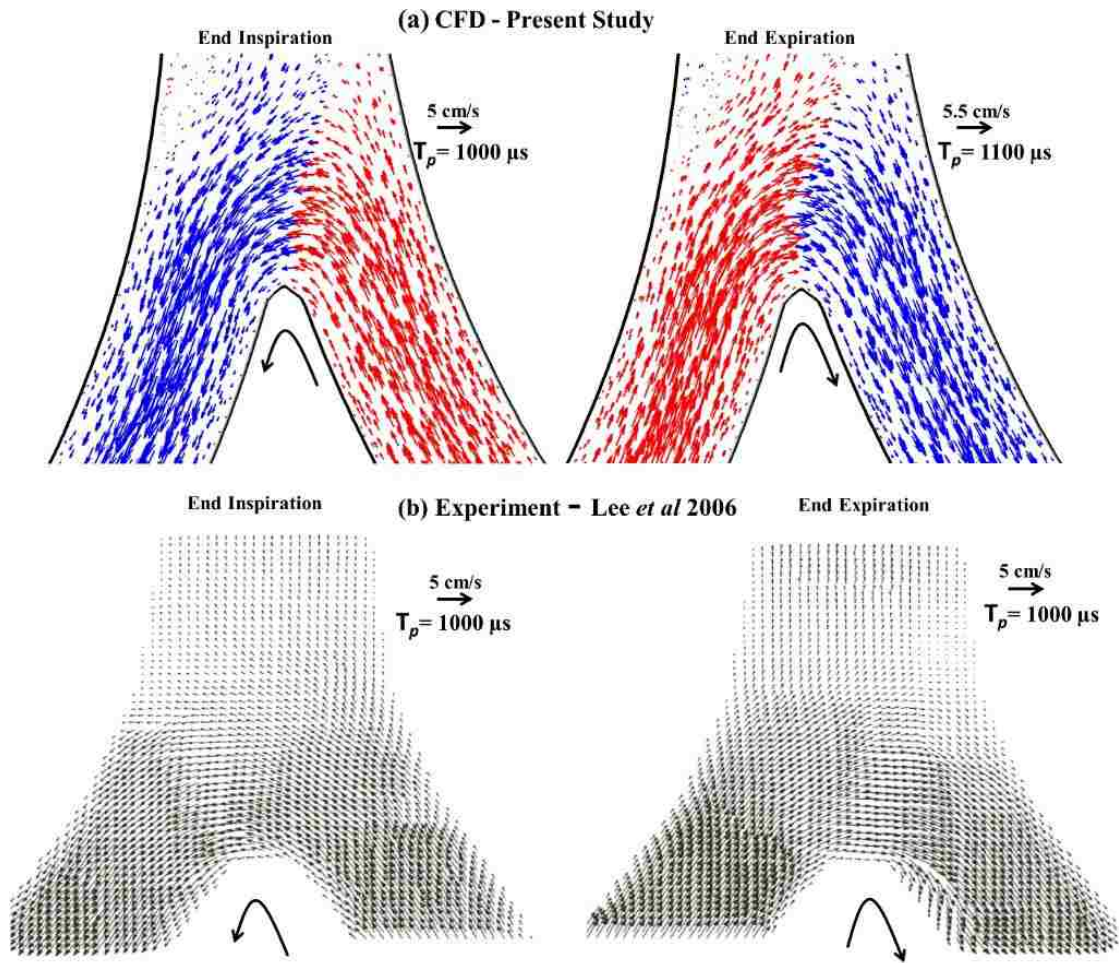 (a) CFD - Present Study
End Inspiration
End Expiration
5 cm/s
T𝑝= 1000 µs
5.5 cm/s
T𝑝= 1100 µs
End Inspiration
(b) Experiment – Lee et al 2006
End Expiration
5 cm/s
T𝑝= 1000 µs
5 cm/s
T𝑝= 1000 µs